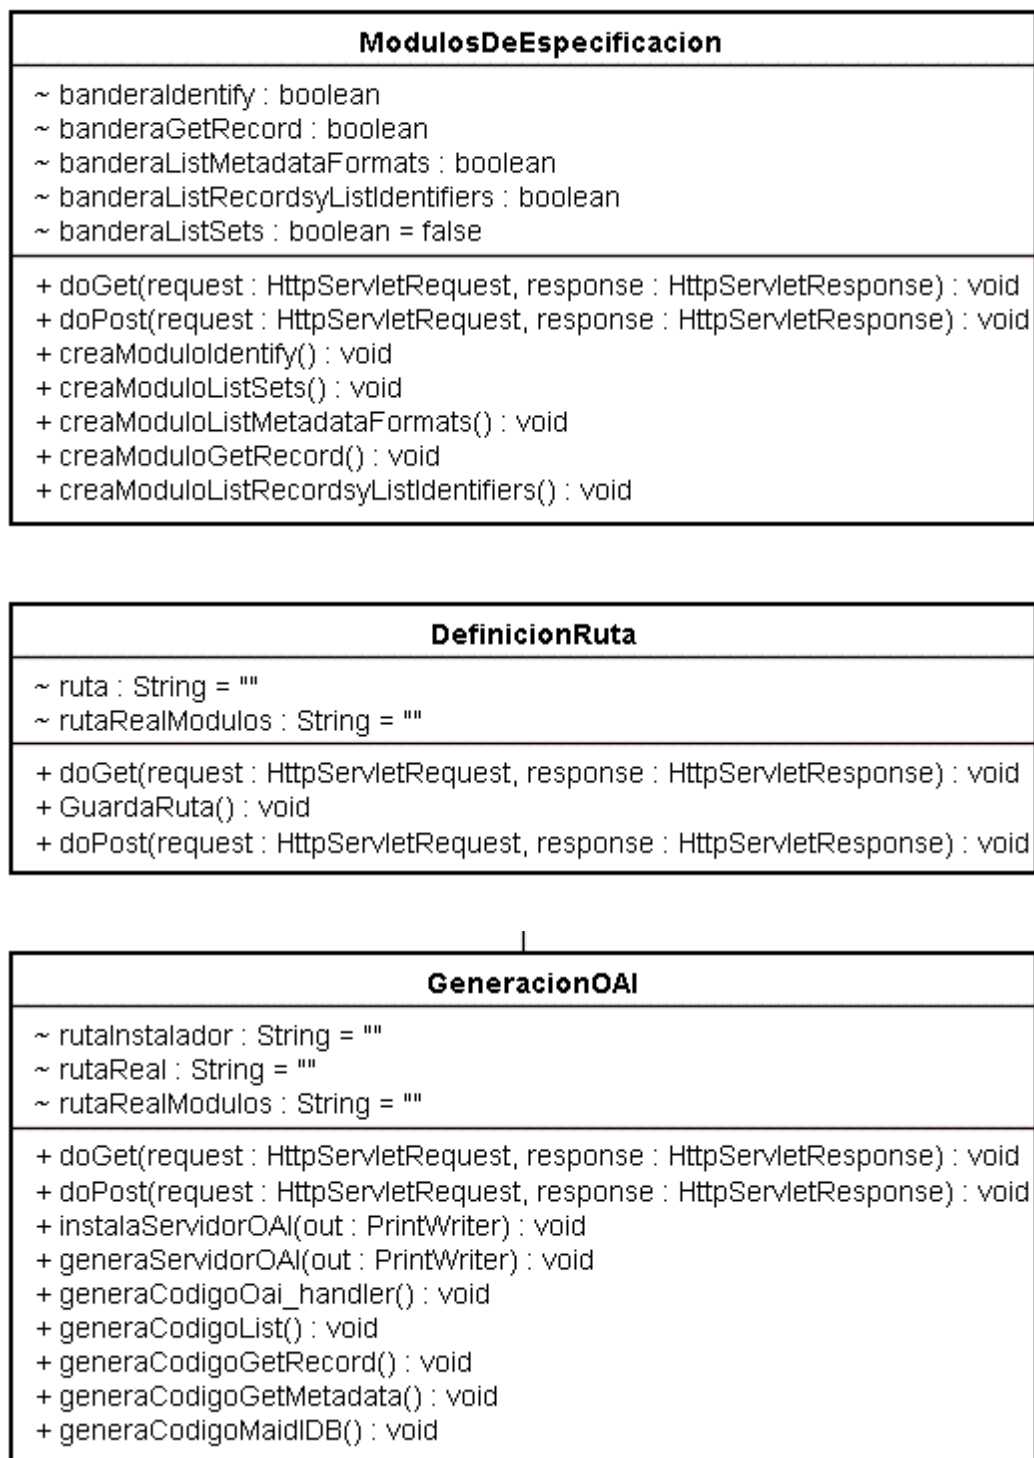 ModulosDeEspecificacion
~ banderaIdentify : boolean
~ banderaGetRecord : boolean
~ banderaListMetadataFormats : boolean
~ banderaListRecordsyListIdentifiers : boolean
~ banderaListSets : boolean = false
+ doGet(request : HttpServletRequest, response : HttpServletResponse) : void
+ doPost(request : HttpServletRequest, response : HttpServletResponse) : void
+ creaModuloIdentify() : void
+ creaModuloListSets() : void
+ creaModuloListMetadataFormats() : void
+ creaModuloGetRecord() : void
+ creaModuloListRecordsyListIdentifiers() : void
DefinicionRuta
~ ruta : String = ""
~ rutaRealModulos : String = ""
+ doGet(request : HttpServletRequest, response : HttpServletResponse) : void
+ GuardaRuta() : void
+ doPost(request : HttpServletRequest, response : HttpServletResponse) : void
GeneracionOAI
~ rutaInstalador : String = ""
~ rutaReal : String = ""
~ rutaRealModulos : String = ""
+ doGet(request : HttpServletRequest, response : HttpServletResponse) : void
+ doPost(request : HttpServletRequest, response : HttpServletResponse) : void
+ instalaServidorOAI(out : PrintWriter) : void
+ generaServidorOAI(out : PrintWriter) : void
+ generaCodigoOai_handler() : void
+ generaCodigoList() : void
+ generaCodigoGetRecord() : void
+ generaCodigoGetMetadata() : void
+ generaCodigoMaidIDB() : void